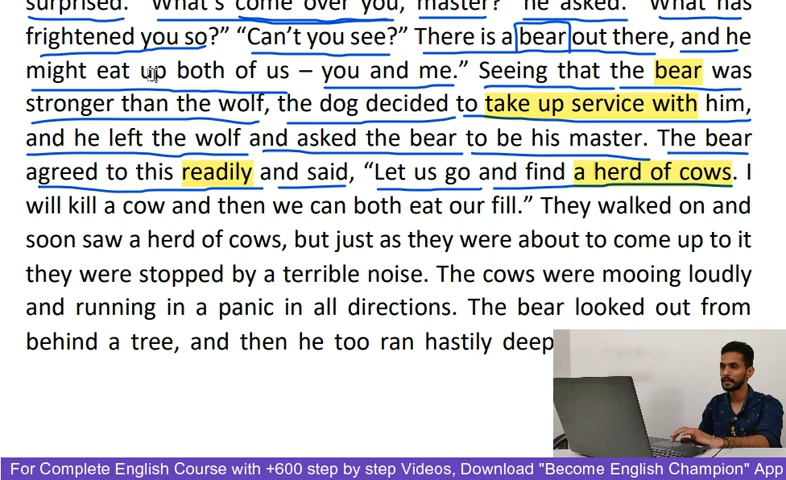 surprised. "What's come over you, master?" he asked. "What has
frightened you so?" "Can't you see?" There is a bear out there, and he
might eat up both of us – you and me." Seeing that the bear was
stronger than the wolf, the dog decided to take up service with him,
and he left the wolf and asked the bear to be his master. The bear
agreed to this readily and said, "Let us go and find a herd of cows. I
will kill a cow and then we can both eat our fill." They walked on and
soon saw a herd of cows, but just as they were about to come up to it
they were stopped by a terrible noise. The cows were mooing loudly
and running in a panic in all directions. The bear looked out from
behind a tree, and then he too ran hastily deep
For Complete English Course with +600 step by step Videos, Download "Become English Champion" App